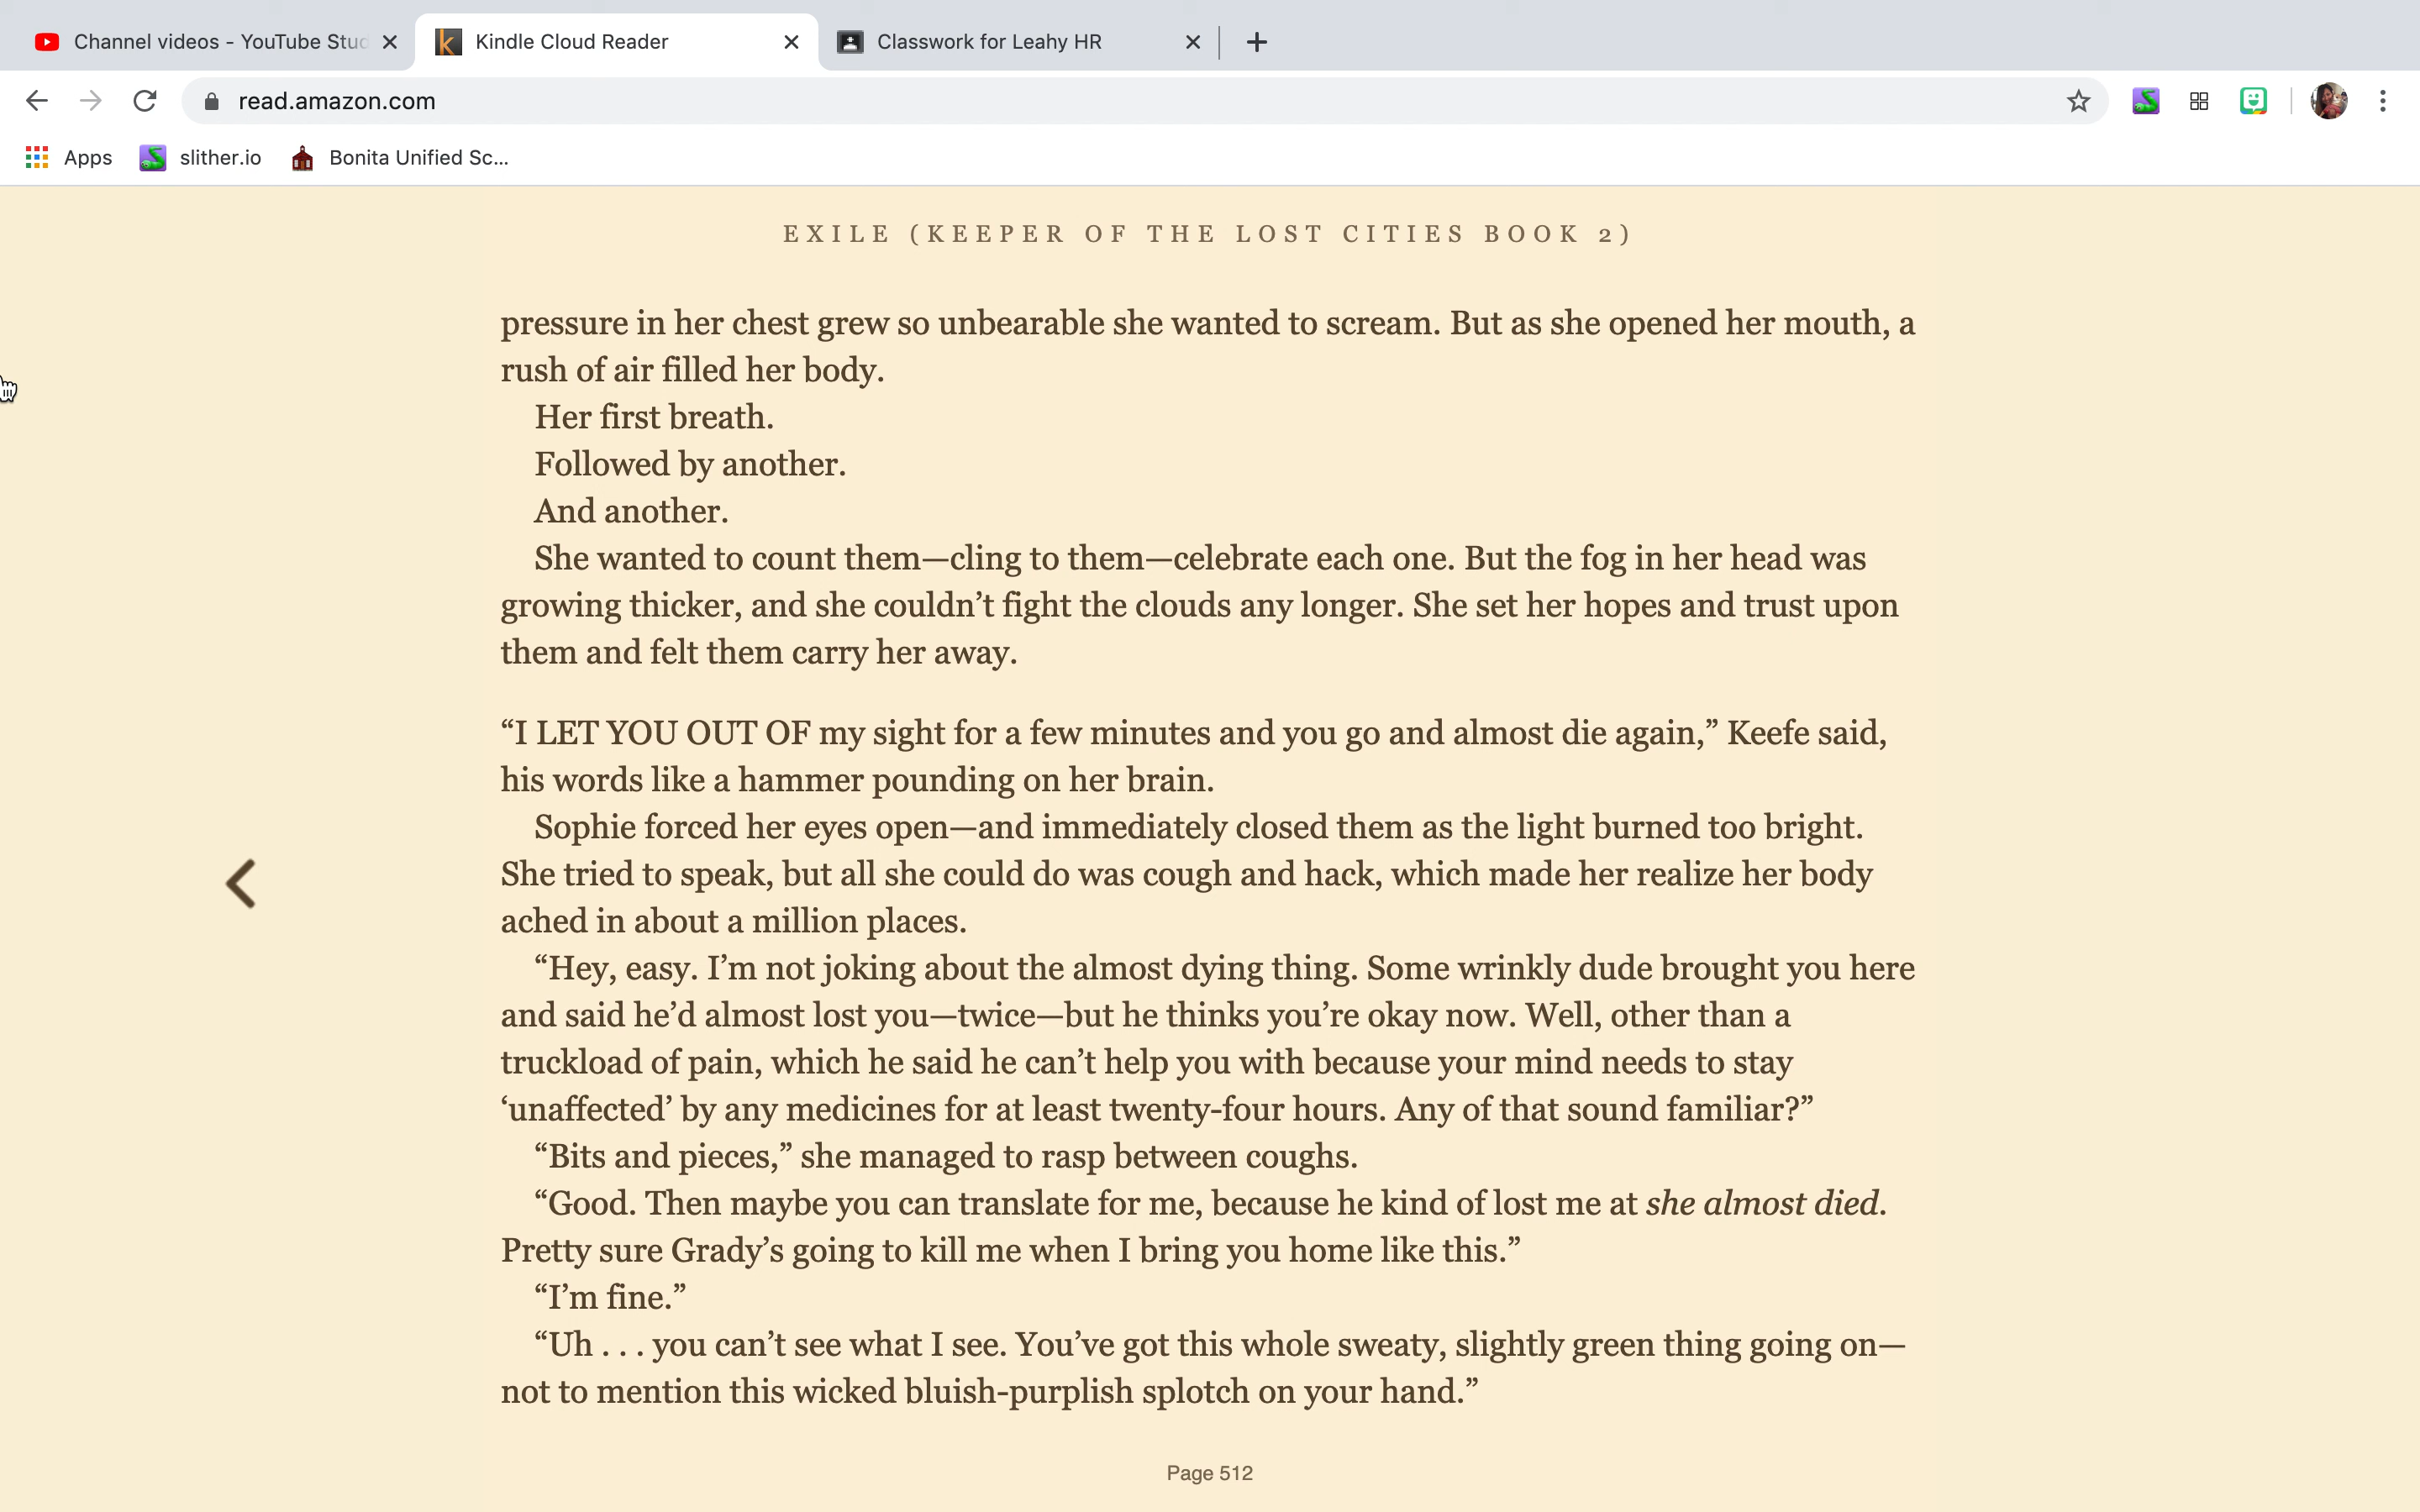 Channel videos - YouTube Stud
Kindle Cloud Reader
Classwork for Leahy HR
read.amazon.com
Apps
slither.io
Bonita Unified Sc...
EXILE (KEEPER OF THE LOST CITIES BOOK 2)
pressure in her chest grew so unbearable she wanted to scream. But as she opened her mouth, a
rush of air filled her body.
Her first breath.
Followed by another.
And another.
She wanted to count them—cling to them—celebrate each one. But the fog in her head was
growing thicker, and she couldn’t fight the clouds any longer. She set her hopes and trust upon
them and felt them carry her away.
“I LET YOU OUT OF my sight for a few minutes and you go and almost die again,” Keefe said,
his words like a hammer pounding on her brain.
Sophie forced her eyes open—and immediately closed them as the light burned too bright.
She tried to speak, but all she could do was cough and hack, which made her realize her body
ached in about a million places.
“Hey, easy. I’m not joking about the almost dying thing. Some wrinkly dude brought you here
and said he’d almost lost you—twice—but he thinks you’re okay now. Well, other than a
truckload of pain, which he said he can’t help you with because your mind needs to stay
‘unaffected’ by any medicines for at least twenty-four hours. Any of that sound familiar?”
“Bits and pieces,” she managed to rasp between coughs.
“Good. Then maybe you can translate for me, because he kind of lost me at she almost died.
Pretty sure Grady’s going to kill me when I bring you home like this.”
“I’m fine.”
“Uh . . . you can’t see what I see. You’ve got this whole sweaty, slightly green thing going on—
not to mention this wicked bluish-purplish splotch on your hand.”
Page 512